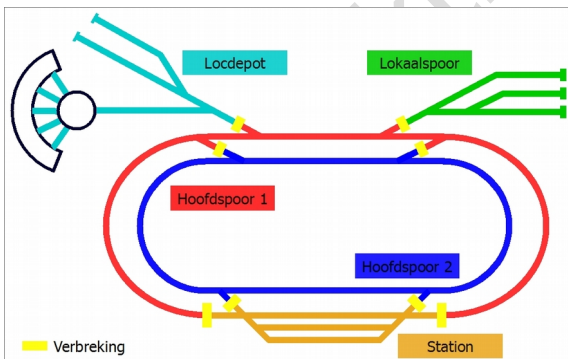 Locdepot
Lokaalspoor
Hoofdspoor 1
Hoofdspoor 2
Verbreking
Station